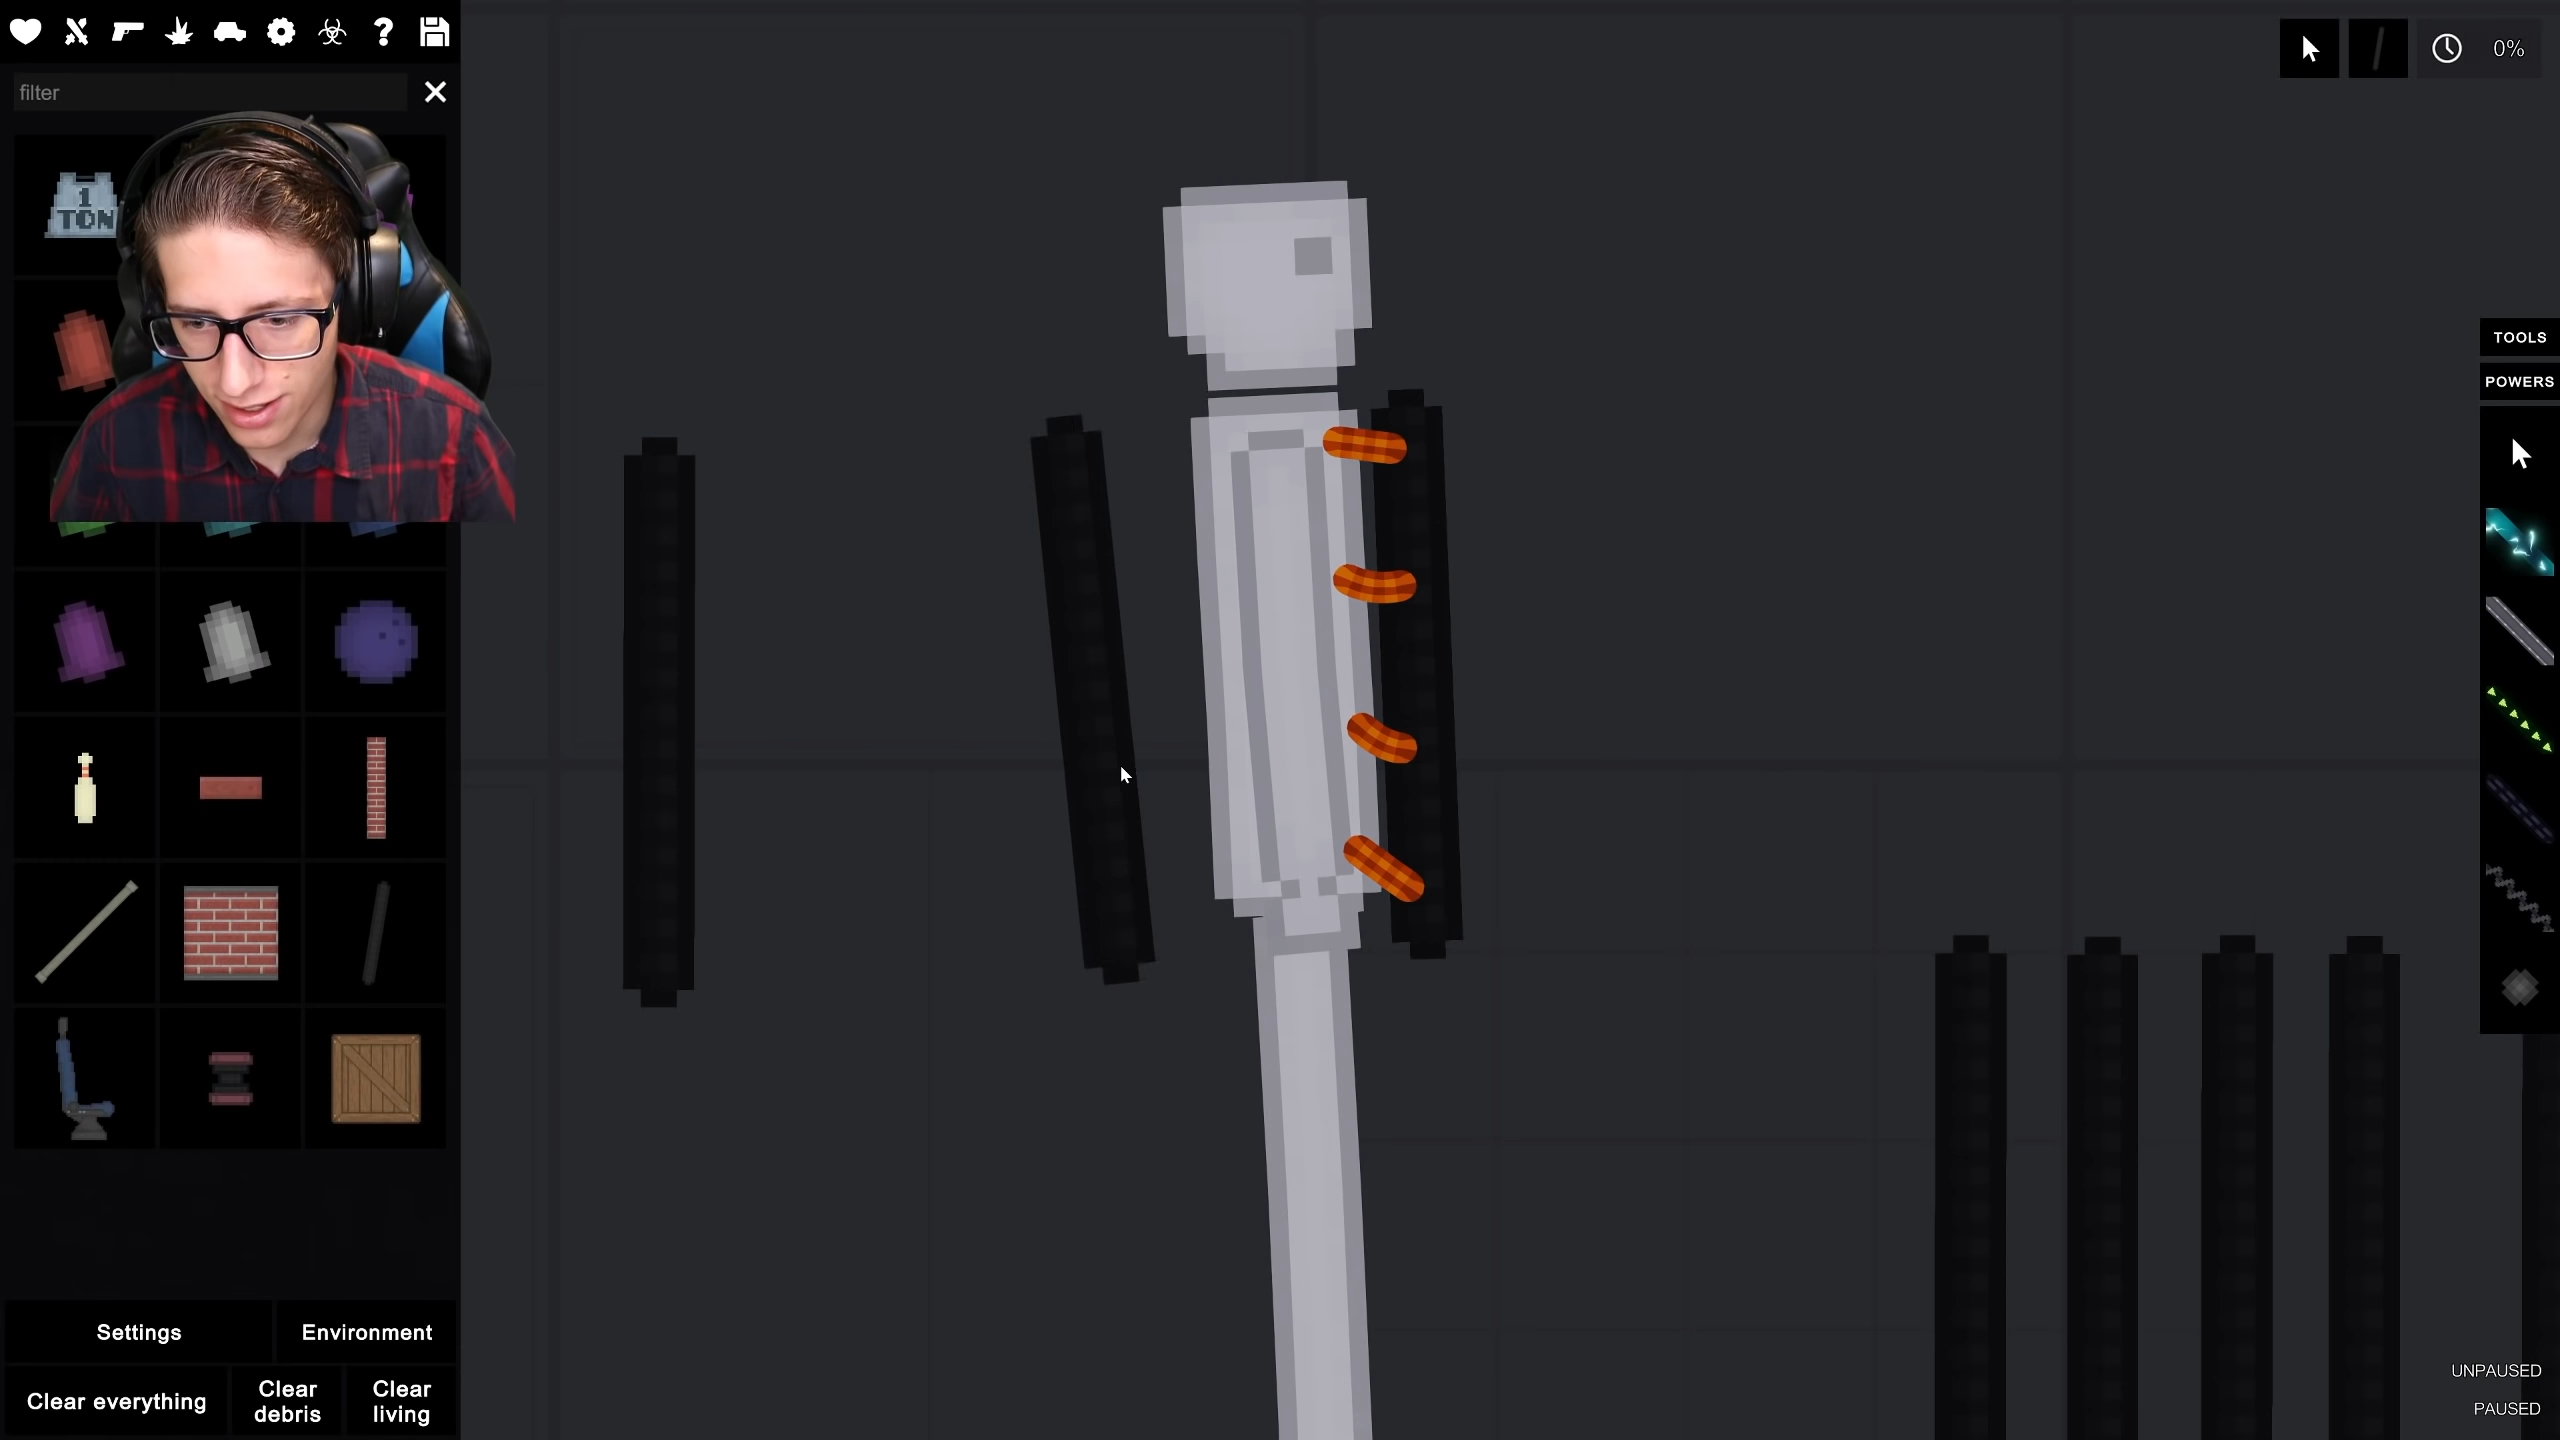 filter
0%
1
TON
TOOLS
POWERS
Settings
Environment
Clear everything
Clear
debris
Clear
living
UNPAUSED
PAUSED